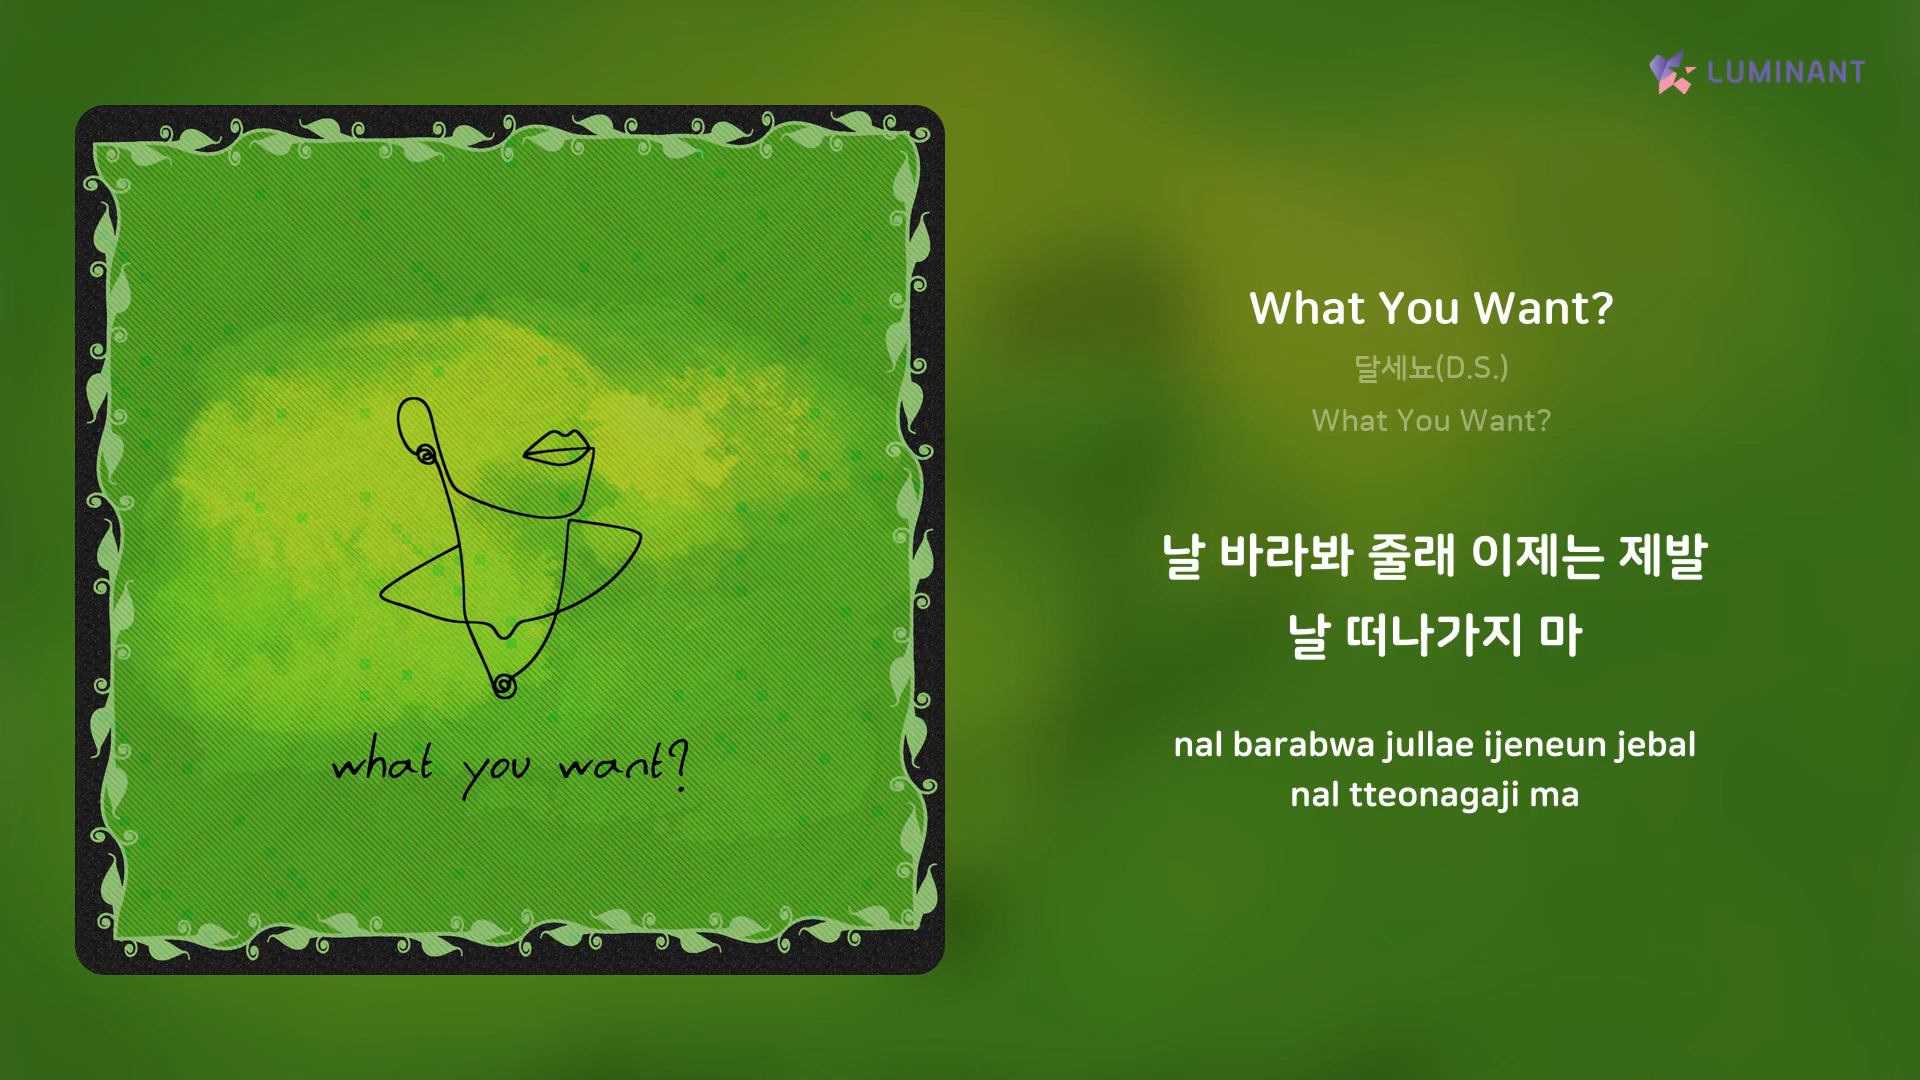 LUMINANT
what you want?
What You Want?
달세뇨(D.S.)
What You Want?
날 바라봐 줄래 이제는 제발
날 떠나가지 마
nal barabwa jullae ijeneun jebal
nal tteonagaji ma